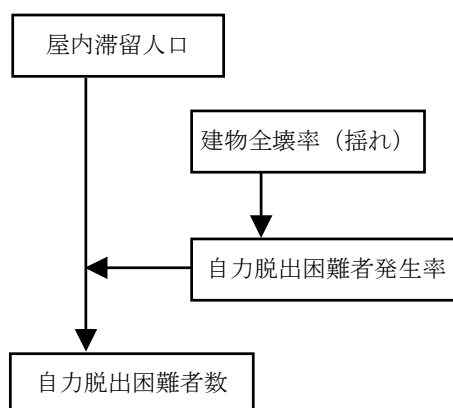 屋内滞留人口
建物全壊率（揺れ）
自力脱出困難者発生率
自力脱出困難者数